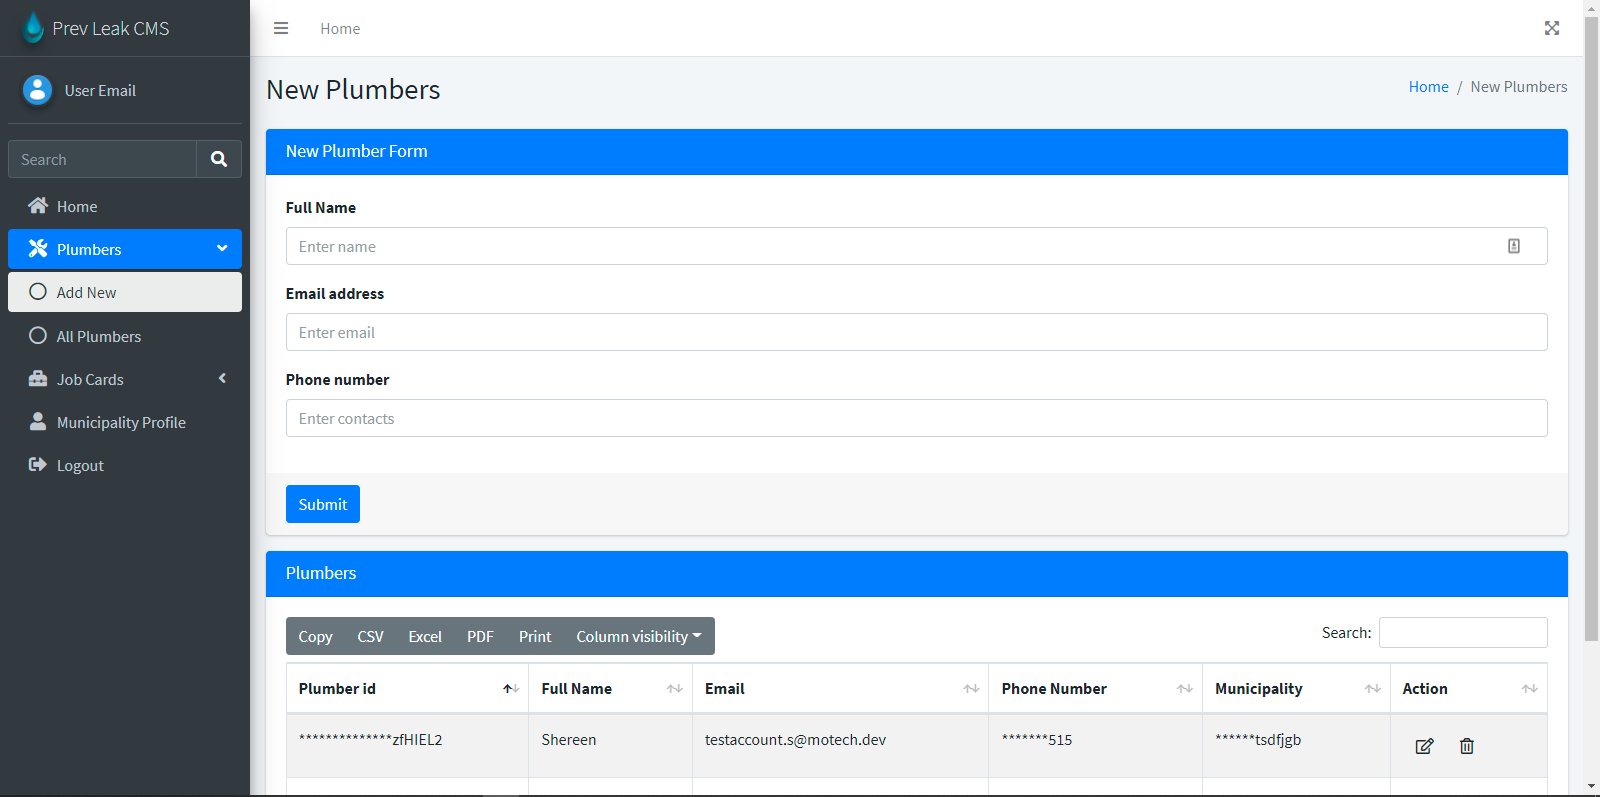 Prev Leak CMS
Home
User Email
Search
Home
Plumbers
Add New
All Plumbers
Job Cards
Municipality Profile
Logout
New Plumbers
Home / New Plumbers
New Plumber Form
Full Name
Enter name
Email address
Enter email
Phone number
Enter contacts
Submit
Plumbers
Copy CSV Excel PDF Print Column visibility
Search:
Plumber id Full Name Email Phone Number Municipality Action
**************zfHIEL2 Shereen testaccount.s@motech.dev *******515 ******tsdfjgb